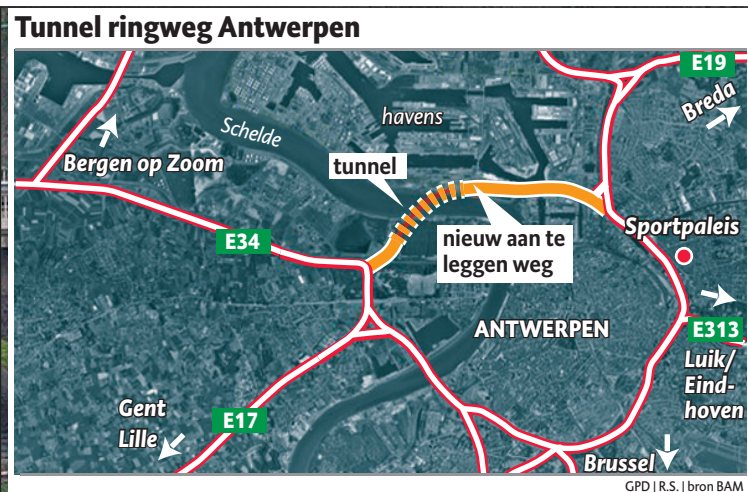 Tunnel ringweg Antwerpen
E19
Breda
havens
Schelde
Bergen op Zoom
tunnel
E34
nieuw aan te
leggen weg
Sportpaleis
ANTWERPEN
E313
Luik/
Eind-
hoven
Gent
Lille
E17
Brussel
GPD | R.S. | bron BAM